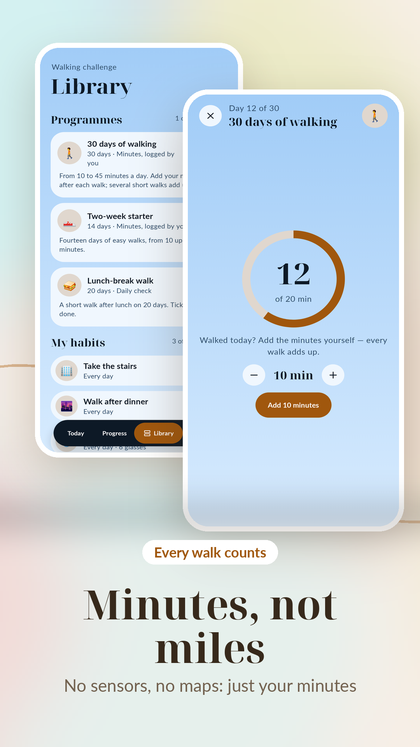 Walking challenge
Library
Programmes
30 days of walking
30 days · Minutes, logged by
you
From 10 to 45 minutes a day. Add your
after each walk; several short walks add
Two-week starter
14 days · Minutes, logged by
Fourteen days of easy walks, from 10 up
minutes.
Lunch-break walk
20 days · Daily check
A short walk after lunch on 20 days. Tick
done.
My habits
Take the stairs
Every day
Walk after dinner
Every day
Today
Progress
Library
Day 12 of 30
30 days of walking
12
of 20 min
Walked today? Add the minutes yourself — every
walk adds up.
− 10 min +
Add 10 minutes
Every walk counts
Minutes, not
miles
No sensors, no maps: just your minutes